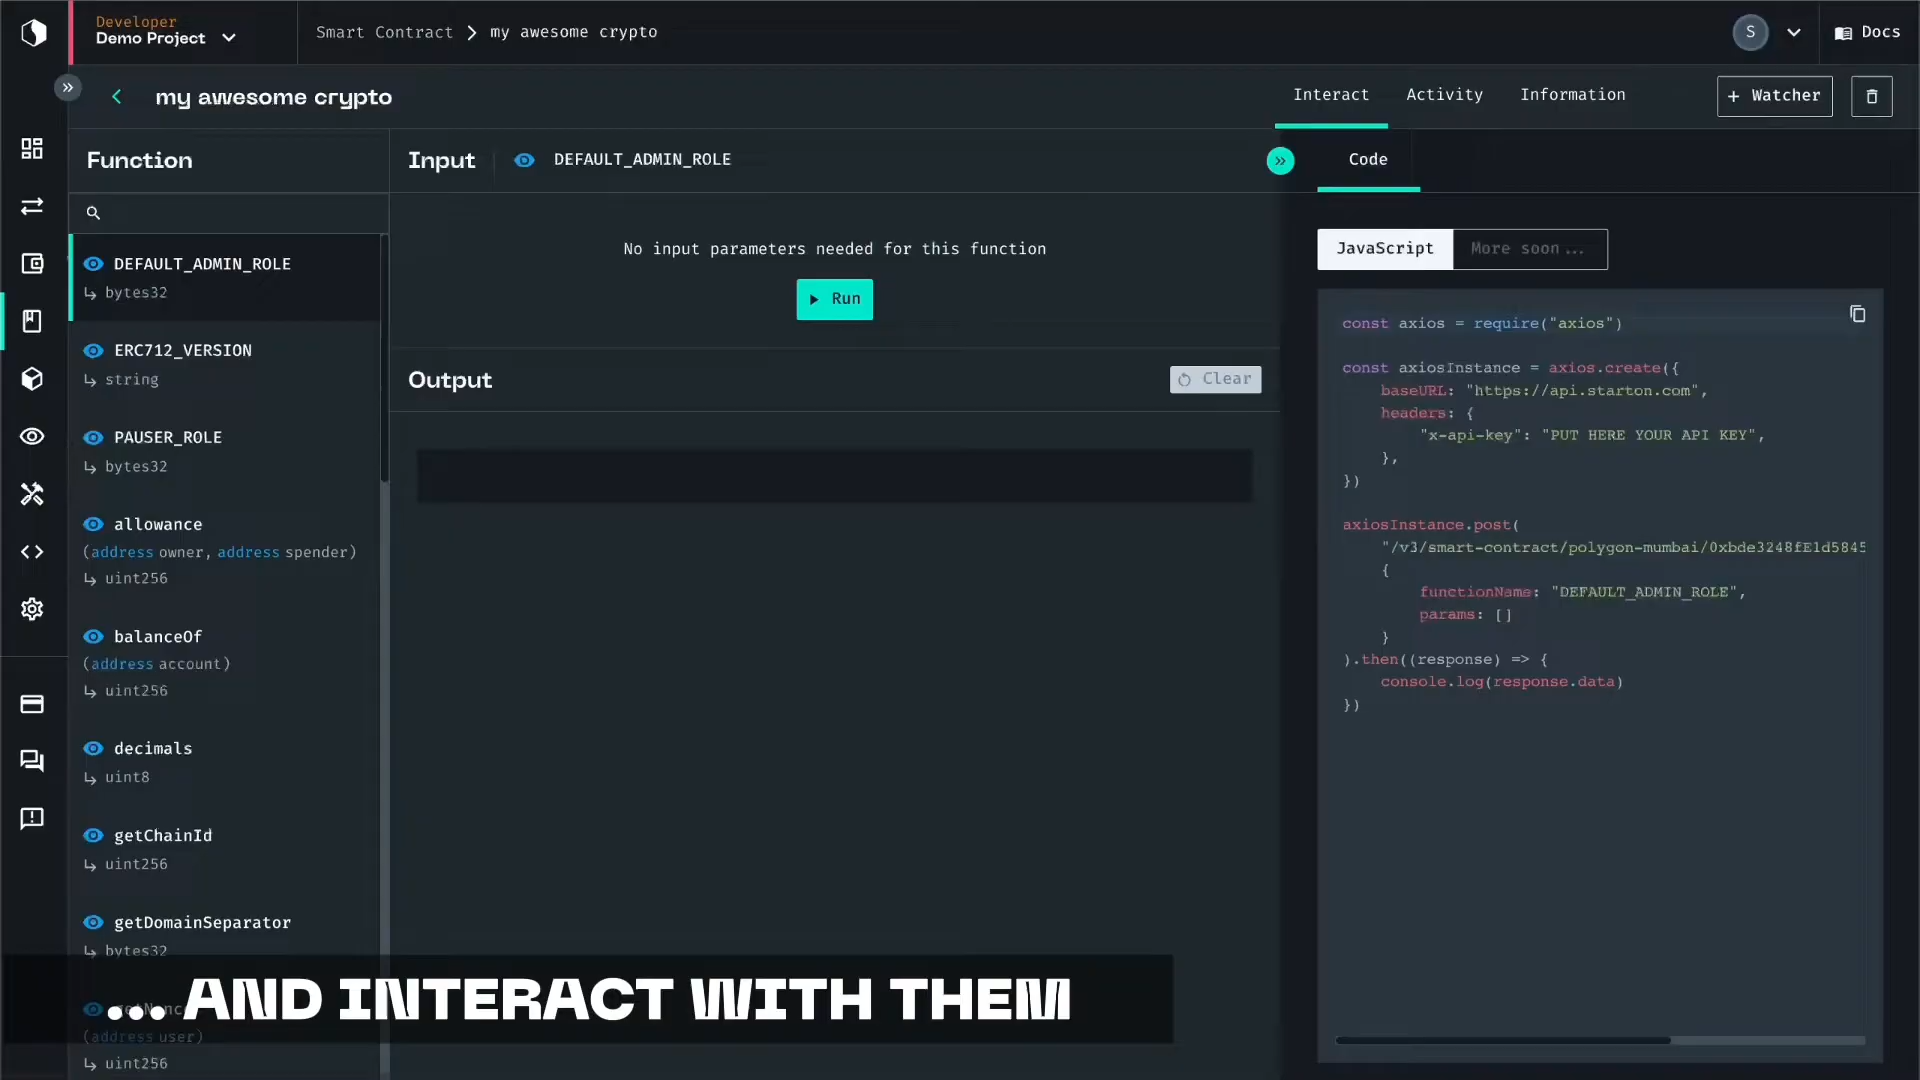 Developer
Demo Project
Smart Contract
my awesome crypto
S
Docs
my awesome crypto
Interact
Activity
Information
+ Watcher
Function
Input
DEFAULT_ADMIN_ROLE
Code
DEFAULT_ADMIN_ROLE
bytes32
ERC712_VERSION
string
PAUSER_ROLE
bytes32
allowance
(address owner, address spender)
uint256
balanceOf
(address account)
uint256
decimals
uint8
getChainId
uint256
getDomainSeparator
bytes32
(address user)
uint256
No input parameters needed for this function
Run
Output
Clear
JavaScript
More soon...
const axios = require("axios")
const axiosInstance = axios.create({
baseURL: "https://api.starton.com",
headers: {
"x-api-key": "PUT HERE YOUR API KEY",
},
})
axiosInstance.post(
"/v3/smart-contract/polygon-mumbai/0xbde3248fE1d5845
{
functionName: "DEFAULT_ADMIN_ROLE",
params: []
}
).then((response) => {
console.log(response.data)
})
... AND INTERACT WITH THEM